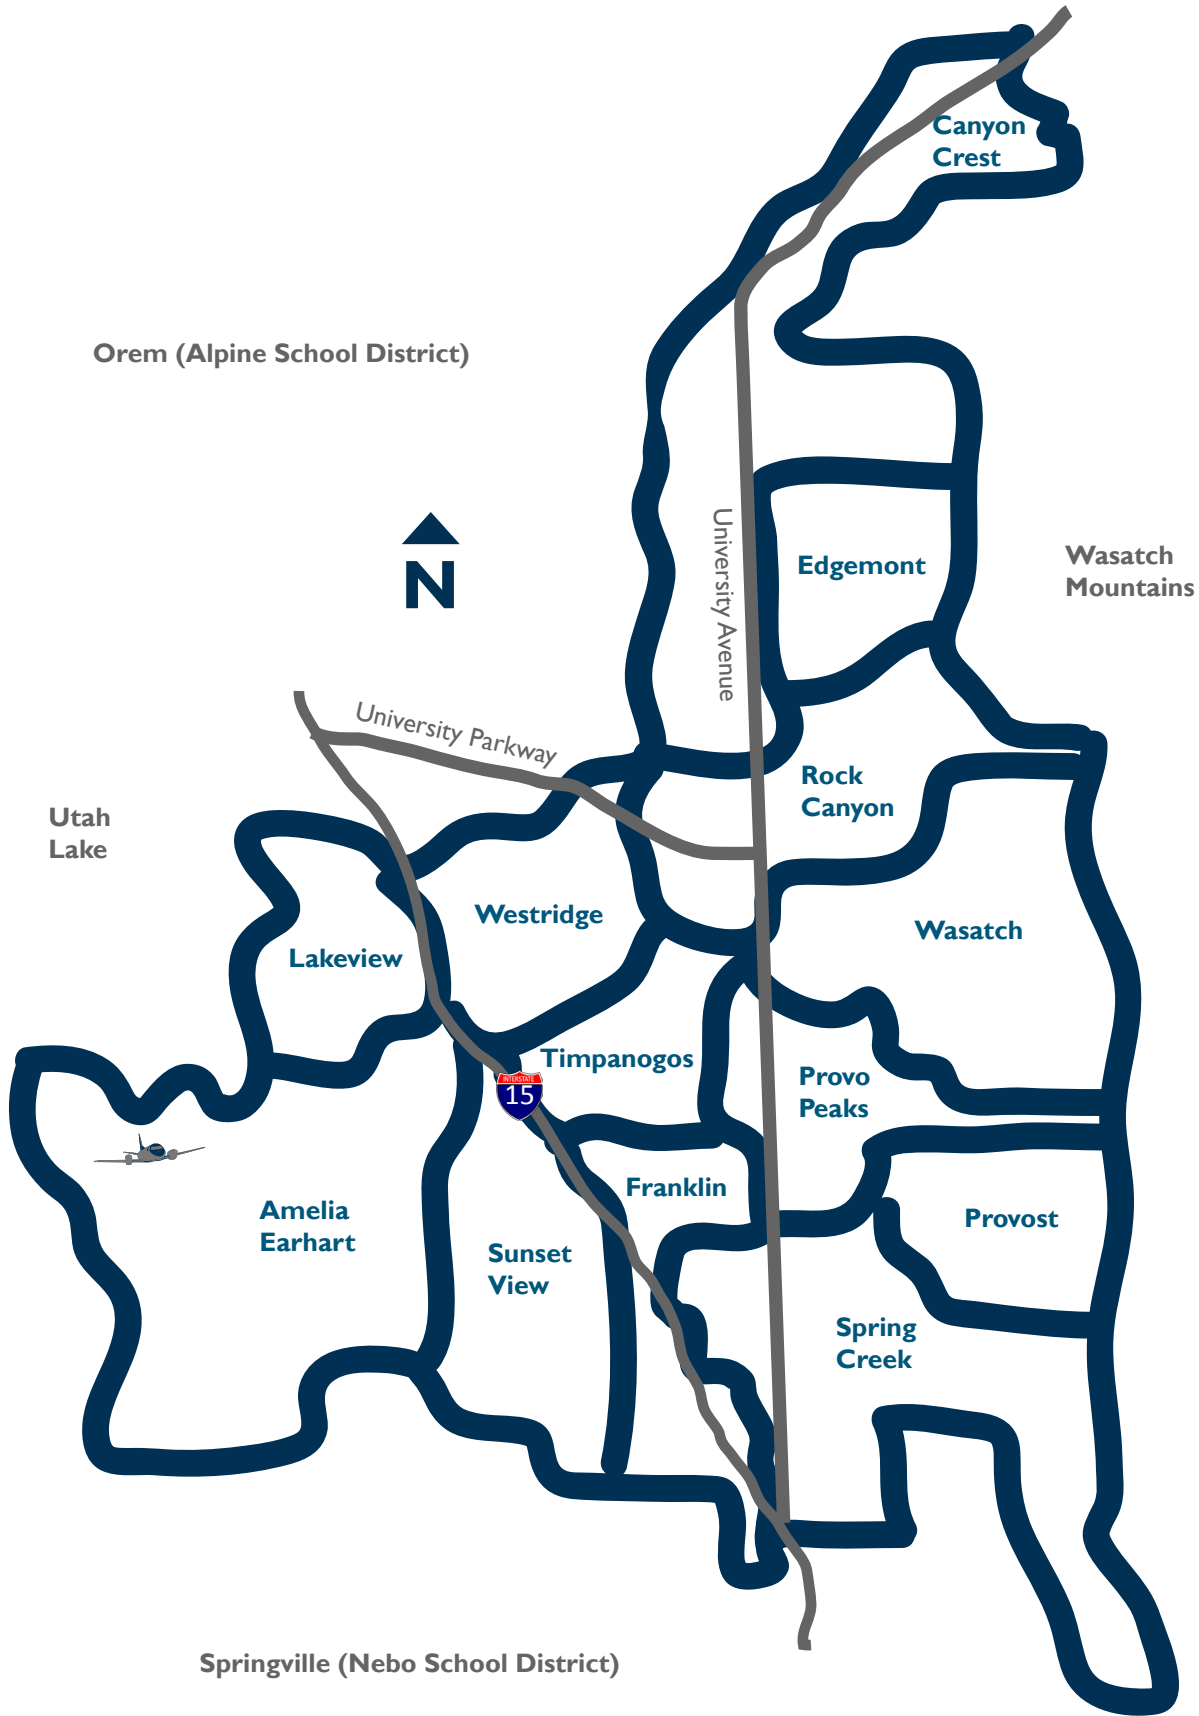 Canyon
Crest
Orem (Alpine School District)
N
University Avenue
Edgemont
Wasatch
Mountains
University Parkway
Rock
Canyon
Utah
Lake
Westridge
Wasatch
Lakeview
Timpanogos
INTERSTATE
15
Provo
Peaks
Franklin
Amelia
Earhart
Provost
Sunset
View
Spring
Creek
Springville (Nebo School District)